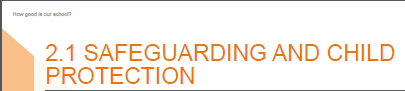 How good is our school?
2.1 SAFEGUARDING AND CHILD
PROTECTION